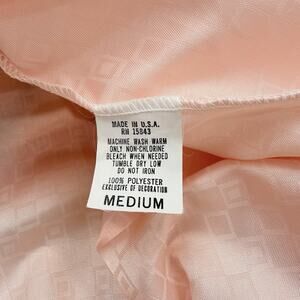 MADE IN U.S.A.
RN 15843
MACHINE WASH WARM
ONLY NON-CHLORINE
BLEACH WHEN NEEDED
TUMBLE DRY LOW
DO NOT IRON
100% POLYESTER
EXCLUSIVE OF DECORATION
MEDIUM